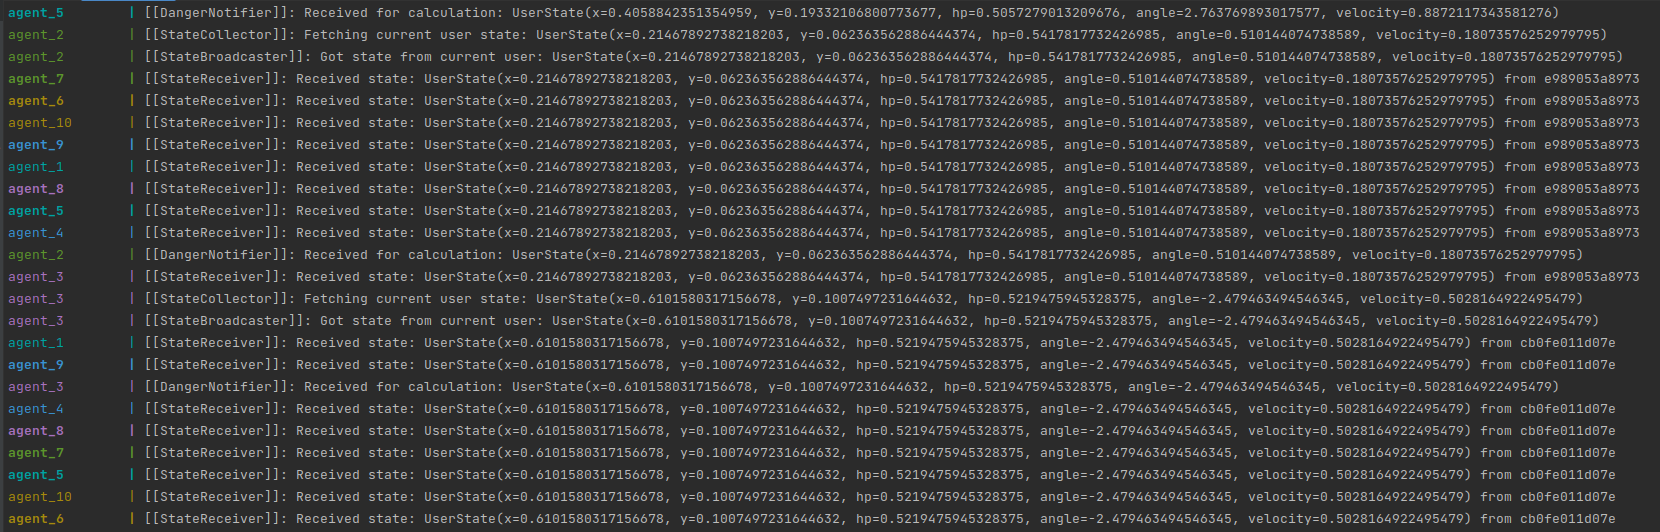 agent_5 | [[DangerNotifier]]: Received for calculation: UserState(x=0.4058842351354959, y=0.19332106800773677, hp=0.5057279013209676, angle=2.763769893017577, velocity=0.8872117343581276)
agent_2 | [[StateCollector]]: Fetching current user state: UserState(x=0.21467892738218203, y=0.062363562886444374, hp=0.5417817732426985, angle=0.510144074738589, velocity=0.18073576252979795)
agent_2 | [[StateBroadcaster]]: Got state from current user: UserState(x=0.21467892738218203, y=0.062363562886444374, hp=0.5417817732426985, angle=0.510144074738589, velocity=0.18073576252979795)
agent_7 | [[StateReceiver]]: Received state: UserState(x=0.21467892738218203, y=0.062363562886444374, hp=0.5417817732426985, angle=0.510144074738589, velocity=0.18073576252979795) from e989053a8973
agent_6 | [[StateReceiver]]: Received state: UserState(x=0.21467892738218203, y=0.062363562886444374, hp=0.5417817732426985, angle=0.510144074738589, velocity=0.18073576252979795) from e989053a8973
agent_10 | [[StateReceiver]]: Received state: UserState(x=0.21467892738218203, y=0.062363562886444374, hp=0.5417817732426985, angle=0.510144074738589, velocity=0.18073576252979795) from e989053a8973
agent_9 | [[StateReceiver]]: Received state: UserState(x=0.21467892738218203, y=0.062363562886444374, hp=0.5417817732426985, angle=0.510144074738589, velocity=0.18073576252979795) from e989053a8973
agent_1 | [[StateReceiver]]: Received state: UserState(x=0.21467892738218203, y=0.062363562886444374, hp=0.5417817732426985, angle=0.510144074738589, velocity=0.18073576252979795) from e989053a8973
agent_8 | [[StateReceiver]]: Received state: UserState(x=0.21467892738218203, y=0.062363562886444374, hp=0.5417817732426985, angle=0.510144074738589, velocity=0.18073576252979795) from e989053a8973
agent_5 | [[StateReceiver]]: Received state: UserState(x=0.21467892738218203, y=0.062363562886444374, hp=0.5417817732426985, angle=0.510144074738589, velocity=0.18073576252979795) from e989053a8973
agent_4 | [[StateReceiver]]: Received state: UserState(x=0.21467892738218203, y=0.062363562886444374, hp=0.5417817732426985, angle=0.510144074738589, velocity=0.18073576252979795) from e989053a8973
agent_2 | [[DangerNotifier]]: Received for calculation: UserState(x=0.21467892738218203, y=0.062363562886444374, hp=0.5417817732426985, angle=0.510144074738589, velocity=0.18073576252979795)
agent_3 | [[StateReceiver]]: Received state: UserState(x=0.21467892738218203, y=0.062363562886444374, hp=0.5417817732426985, angle=0.510144074738589, velocity=0.18073576252979795) from e989053a8973
agent_3 | [[StateCollector]]: Fetching current user state: UserState(x=0.6101580317156678, y=0.1007497231644632, hp=0.5219475945328375, angle=-2.479463494546345, velocity=0.5028164922495479)
agent_3 | [[StateBroadcaster]]: Got state from current user: UserState(x=0.6101580317156678, y=0.1007497231644632, hp=0.5219475945328375, angle=-2.479463494546345, velocity=0.5028164922495479)
agent_1 | [[StateReceiver]]: Received state: UserState(x=0.6101580317156678, y=0.1007497231644632, hp=0.5219475945328375, angle=-2.479463494546345, velocity=0.5028164922495479) from cb0fe011d07e
agent_9 | [[StateReceiver]]: Received state: UserState(x=0.6101580317156678, y=0.1007497231644632, hp=0.5219475945328375, angle=-2.479463494546345, velocity=0.5028164922495479) from cb0fe011d07e
agent_3 | [[DangerNotifier]]: Received for calculation: UserState(x=0.6101580317156678, y=0.1007497231644632, hp=0.5219475945328375, angle=-2.479463494546345, velocity=0.5028164922495479)
agent_4 | [[StateReceiver]]: Received state: UserState(x=0.6101580317156678, y=0.1007497231644632, hp=0.5219475945328375, angle=-2.479463494546345, velocity=0.5028164922495479) from cb0fe011d07e
agent_8 | [[StateReceiver]]: Received state: UserState(x=0.6101580317156678, y=0.1007497231644632, hp=0.5219475945328375, angle=-2.479463494546345, velocity=0.5028164922495479) from cb0fe011d07e
agent_7 | [[StateReceiver]]: Received state: UserState(x=0.6101580317156678, y=0.1007497231644632, hp=0.5219475945328375, angle=-2.479463494546345, velocity=0.5028164922495479) from cb0fe011d07e
agent_5 | [[StateReceiver]]: Received state: UserState(x=0.6101580317156678, y=0.1007497231644632, hp=0.5219475945328375, angle=-2.479463494546345, velocity=0.5028164922495479) from cb0fe011d07e
agent_10 | [[StateReceiver]]: Received state: UserState(x=0.6101580317156678, y=0.1007497231644632, hp=0.5219475945328375, angle=-2.479463494546345, velocity=0.5028164922495479) from cb0fe011d07e
agent_6 | [[StateReceiver]]: Received state: UserState(x=0.6101580317156678, y=0.1007497231644632, hp=0.5219475945328375, angle=-2.479463494546345, velocity=0.5028164922495479) from cb0fe011d07e